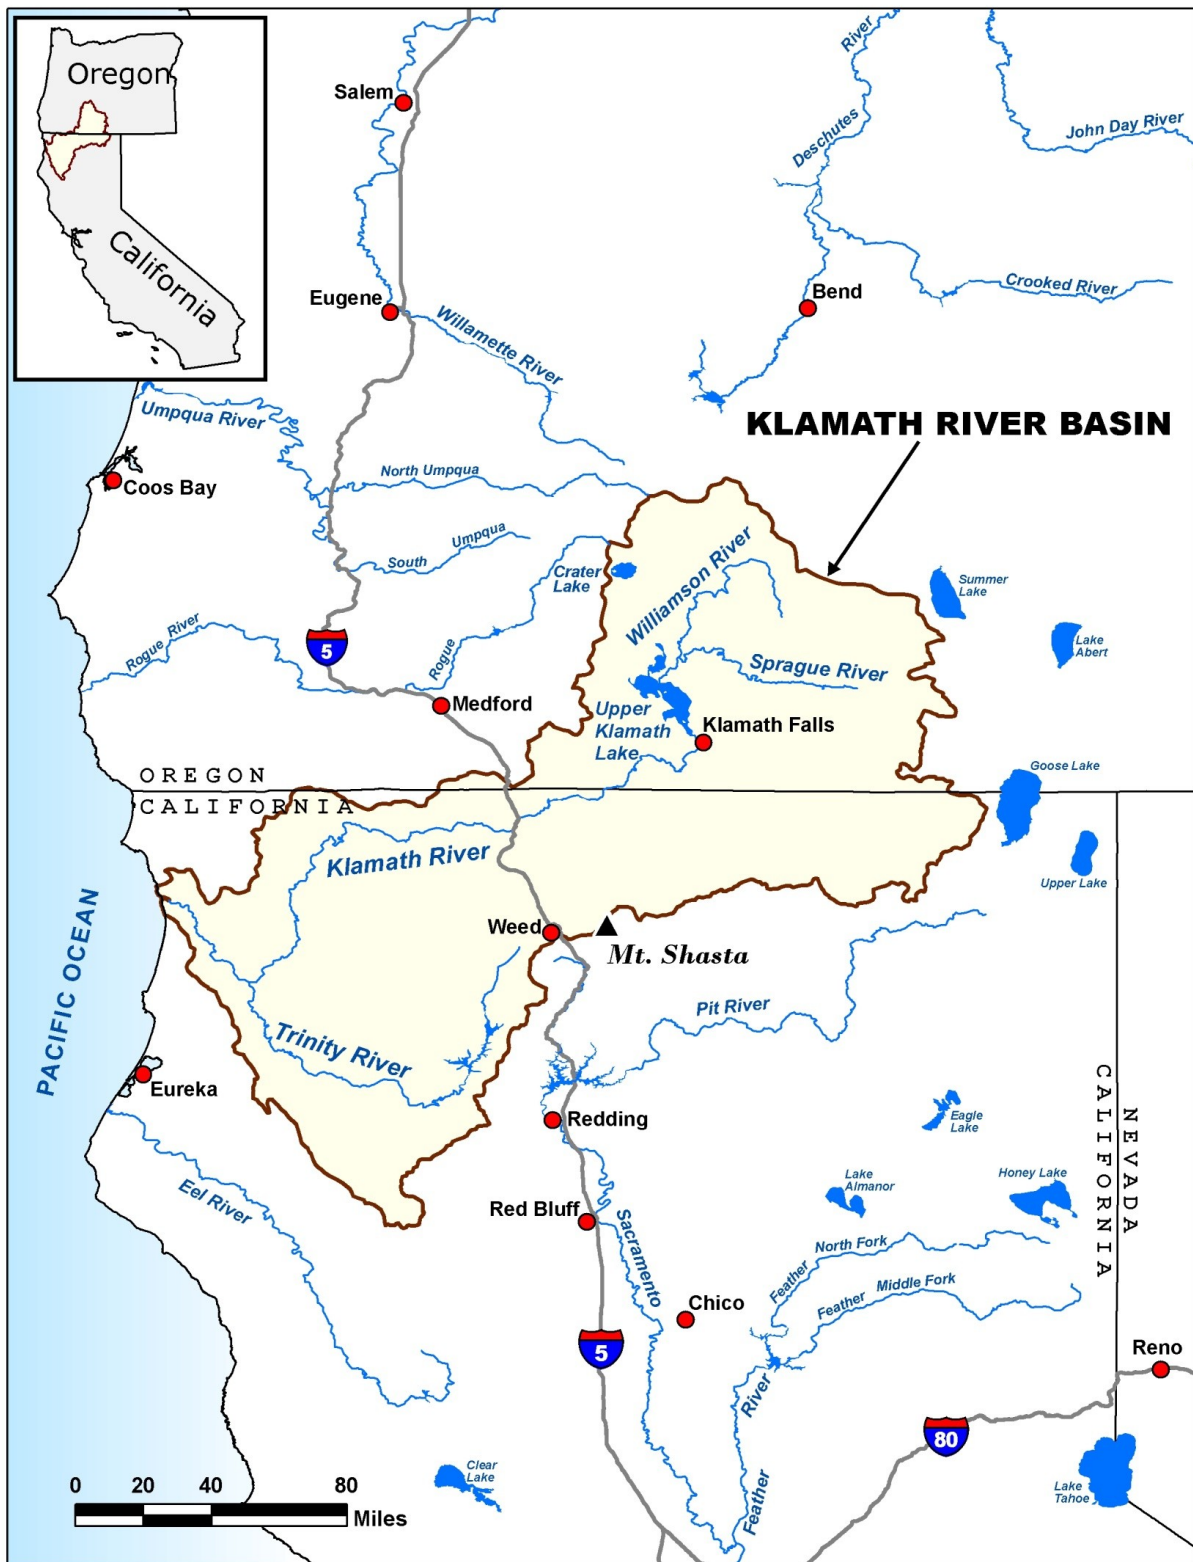 Oregon
California
Salem
River
Deschutes
John Day River
Eugene
Willamette River
Bend
Crooked River
Umpqua River
KLAMATH RIVER BASIN
Coos Bay
North Umpqua
South
Umpqua
Crater
Lake
Williamson River
Summer
Lake
Lake
Abert
Rogue River
5
Rogue
Sprague River
Medford
Upper
Klamath
Lake
Klamath Falls
OREGON
CALIFORNIA
Goose Lake
Klamath River
Upper Lake
PACIFIC OCEAN
Weed
Mt. Shasta
Pit River
Trinity River
Eureka
Redding
Eagle
Lake
CALIFORNIA
NEVADA
Eel River
Red Bluff
Sacramento
Lake
Almanor
Honey Lake
Feather
North Fork
Feather
Middle Fork
Chico
5
River
Feather
Reno
80
Clear
Lake
Lake
Tahoe
0 20 40 80
Miles